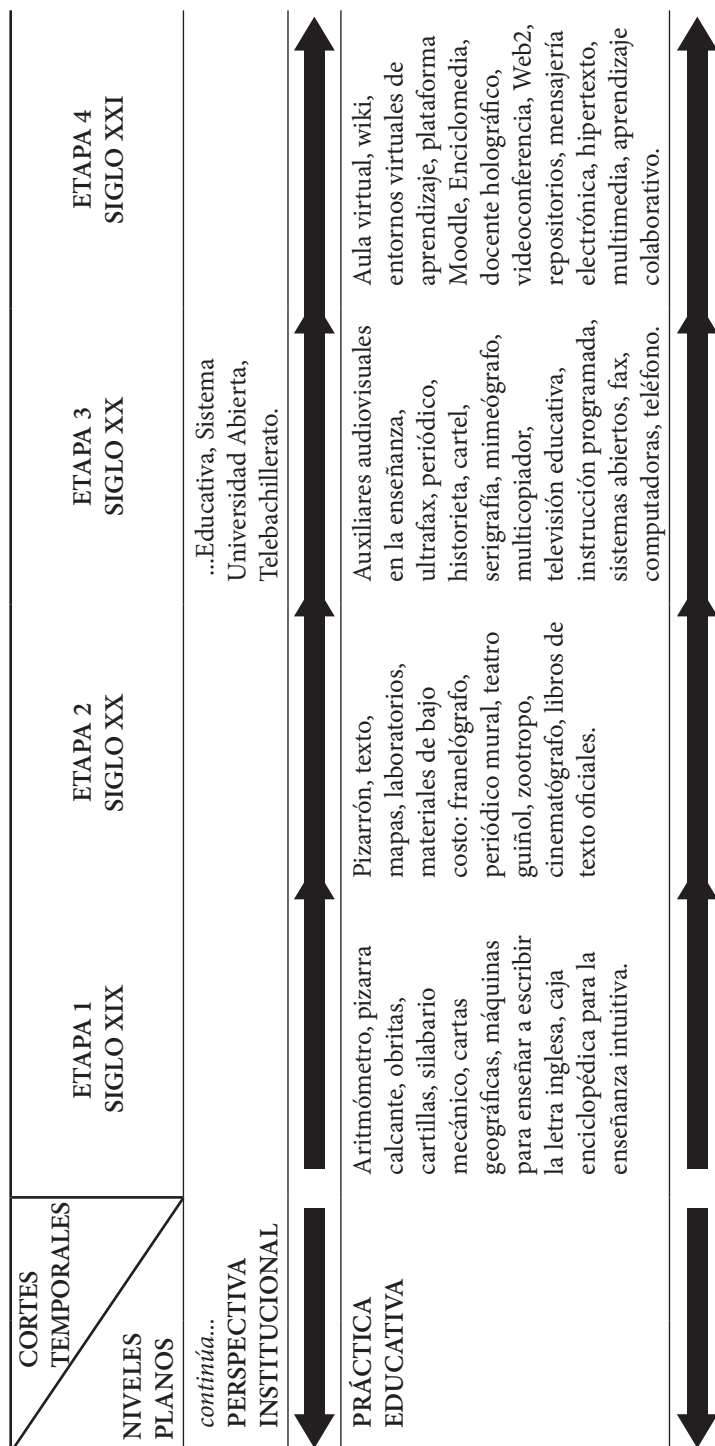 CORTES
TEMPORALES
NIVELES
PLANOS
ETAPA 1
SIGLO XIX
ETAPA 2
SIGLO XX
ETAPA 3
SIGLO XX
ETAPA 4
SIGLO XXI
continúa...
PERSPECTIVA
INSTITUCIONAL
...Educativa, Sistema
Universidad Abierta,
Telebachillerato.
PRÁCTICA
EDUCATIVA
Aritmómetro, pizarra
calcante, obritas,
cartillas, silabario
mecánico, cartas
geográficas, máquinas
para enseñar a escribir
la letra inglesa, caja
enciclopédica para la
enseñanza intuitiva.
Pizarrón, texto,
mapas, laboratorios,
materiales de bajo
costo: franelógrafo,
periódico mural, teatro
guiñol, zootropo,
cinematógrafo, libros de
texto oficiales.
Auxiliares audiovisuales
en la enseñanza,
ultrafax, periódico,
historieta, cartel,
serigrafía, mimeógrafo,
multicopiador,
televisión educativa,
instrucción programada,
sistemas abiertos, fax,
computadoras, teléfono.
Aula virtual, wiki,
entornos virtuales de
aprendizaje, plataforma
Moodle, Enciclomedia,
docente holográfico,
videoconferencia, Web2,
repositorios, mensajería
electrónica, hipertexto,
multimedia, aprendizaje
colaborativo.